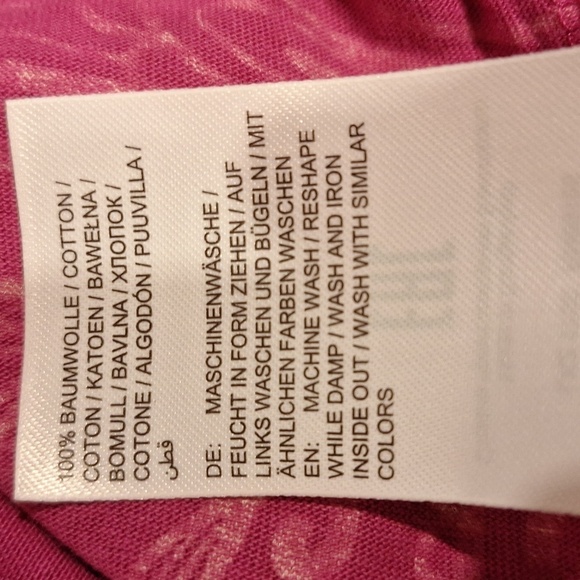 100% BAUMWOLLE / COTTON /
COTON / KATOEN / BAWEŁNA /
BOMULL / BAVLNA / ХЛОПОК /
COTONE / ALGODÓN / PUUVILLA /
قطن
DE: MASCHINENWÄSCHE /
FEUCHT IN FORM ZIEHEN / AUF
LINKS WASCHEN UND BÜGELN / MIT
ÄHNLICHEN FARBEN WASCHEN
EN: MACHINE WASH / RESHAPE
WHILE DAMP / WASH AND IRON
INSIDE OUT / WASH WITH SIMILAR
COLORS